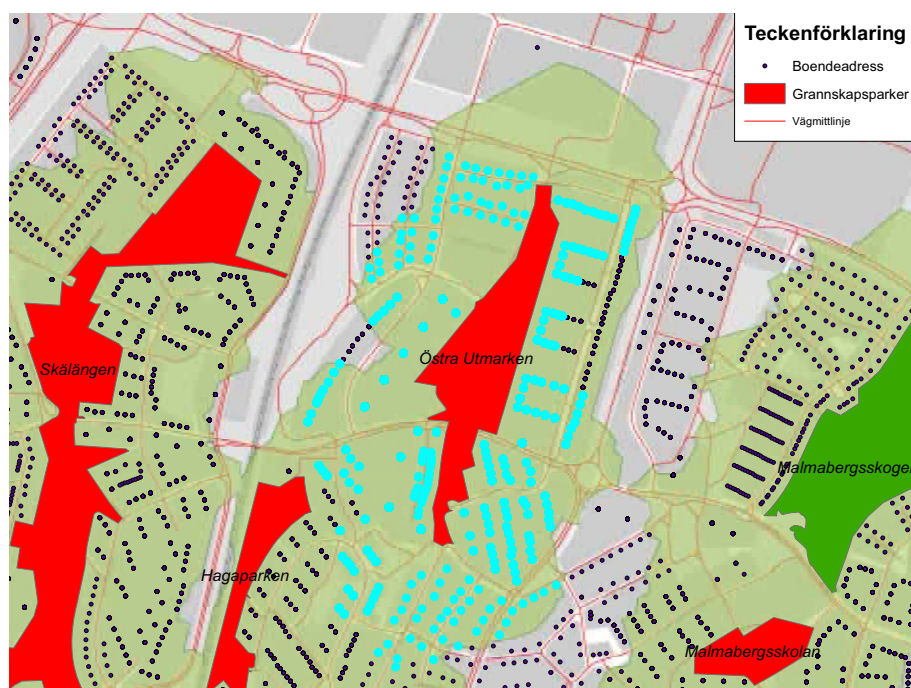 Teckenförklaring
Boendeadress
Grannskapsparker
Vägmittlinje
Östra Utmarken
Skälängen
Malmabergsskogen
Hagaparken
Malmabergsskolan